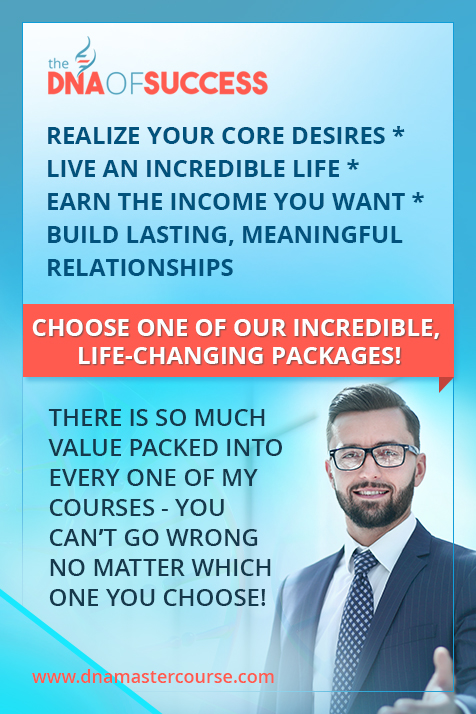 the
DNAOFSUCCESS
REALIZE YOUR CORE DESIRES *
LIVE AN INCREDIBLE LIFE *
EARN THE INCOME YOU WANT *
BUILD LASTING, MEANINGFUL
RELATIONSHIPS
CHOOSE ONE OF OUR INCREDIBLE,
LIFE-CHANGING PACKAGES!
THERE IS SO MUCH
VALUE PACKED INTO
EVERY ONE OF MY
COURSES - YOU
CAN'T GO WRONG
NO MATTER WHICH
ONE YOU CHOOSE!
www.dnamastercourse.com